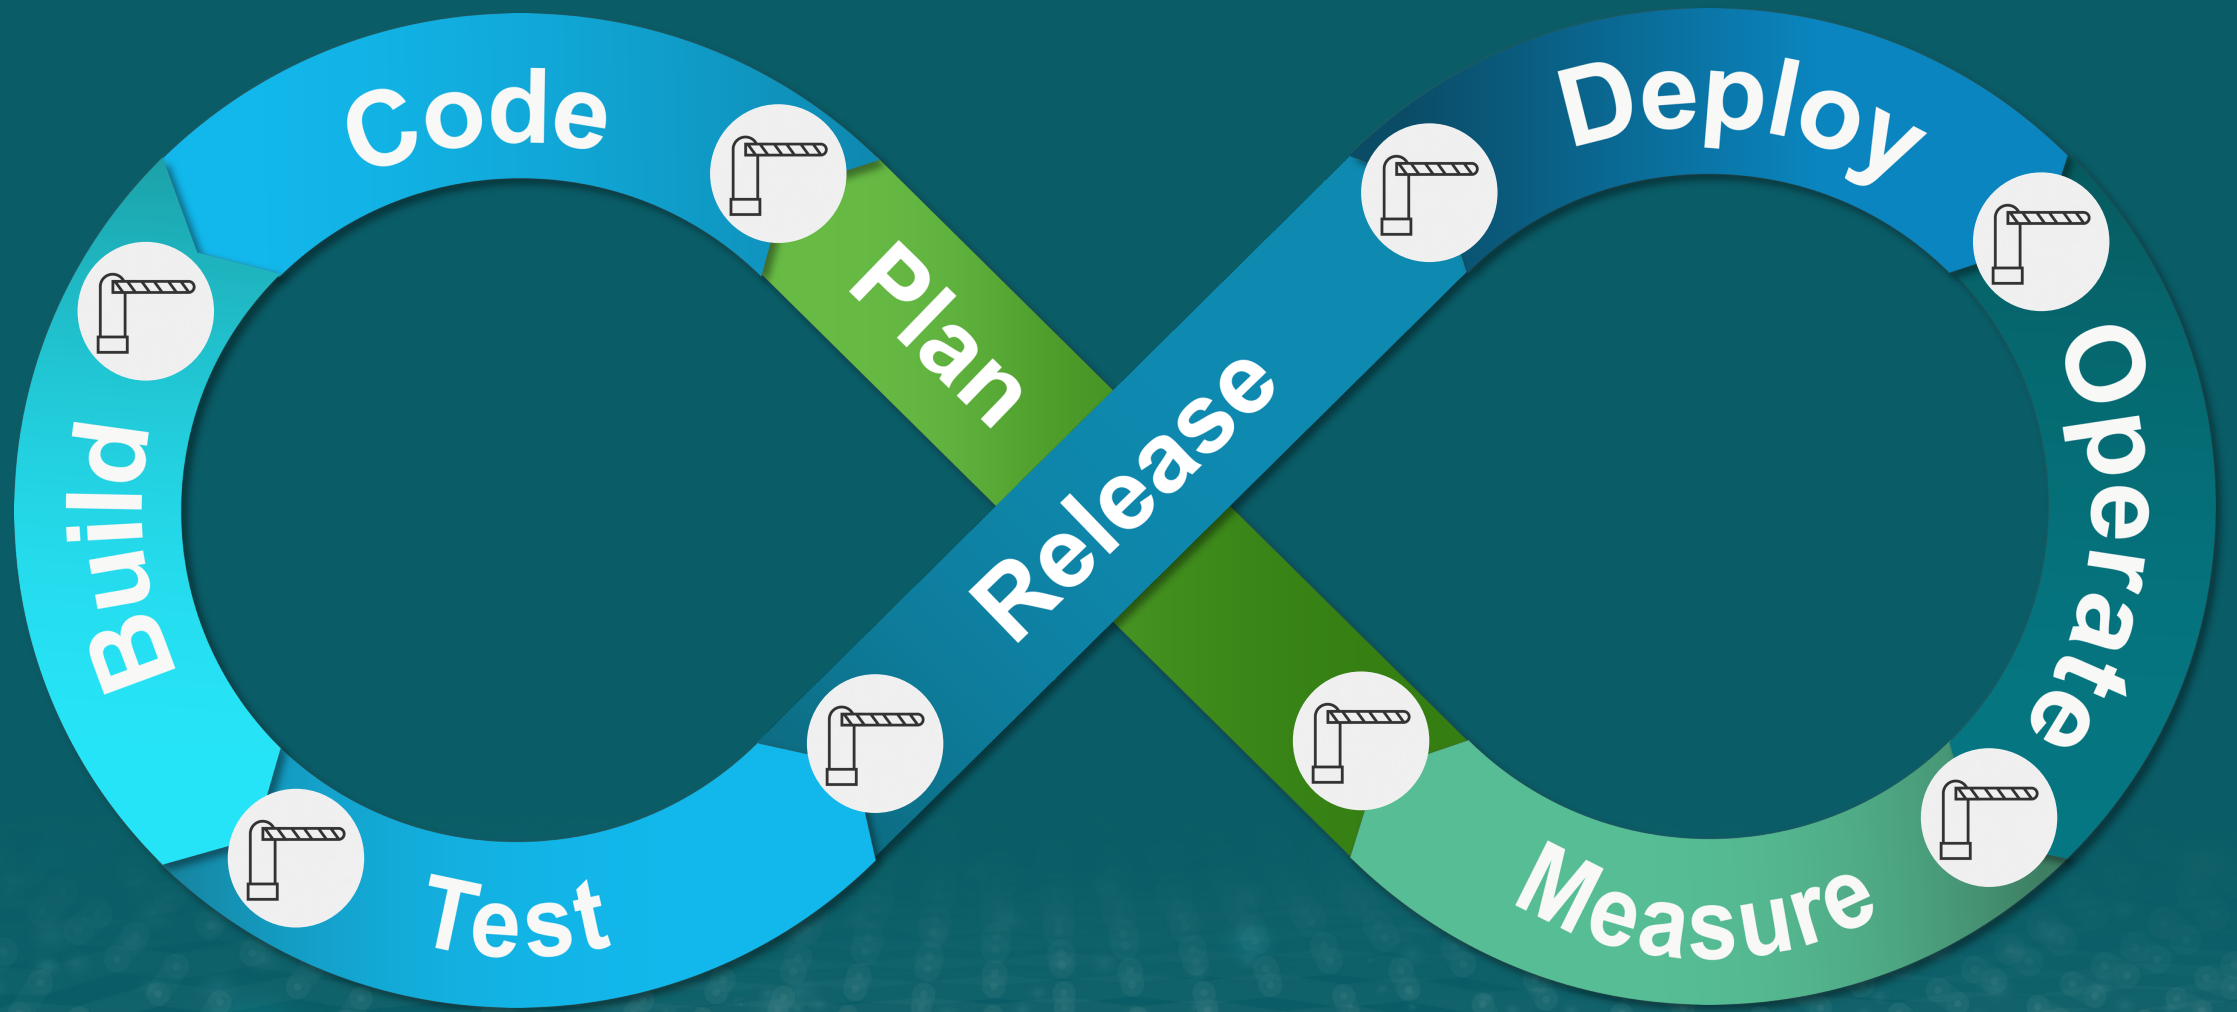 Code
Deploy
Plan
Release
Operate
Build
Test
Measure